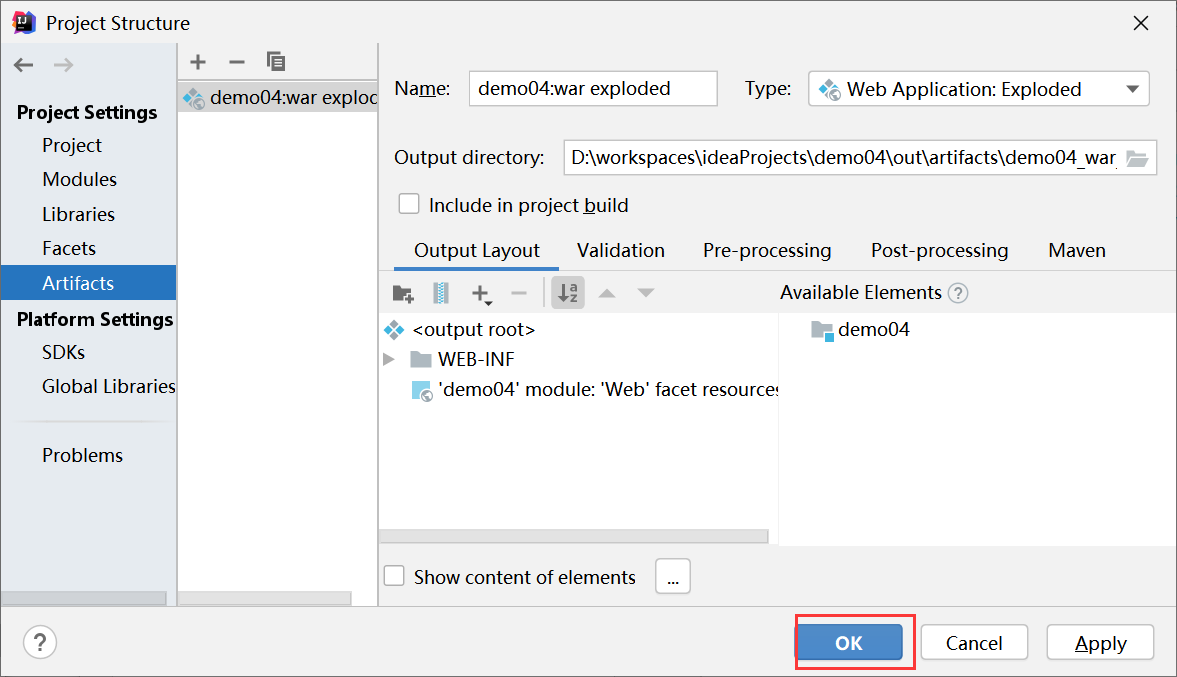 Project Structure
Project Settings
Project
Modules
Libraries
Facets
Artifacts
Platform Settings
SDKs
Global Libraries
Problems
demo04:war exploc
Name: demo04:war exploded Type: Web Application: Exploded
Output directory: D:\workspaces\ideaProjects\demo04\out\artifacts\demo04_war_
Include in project build
Output Layout Validation Pre-processing Post-processing Maven
Available Elements ?
<output root>
WEB-INF
'demo04' module: 'Web' facet resources
demo04
Show content of elements ...
? OK Cancel Apply